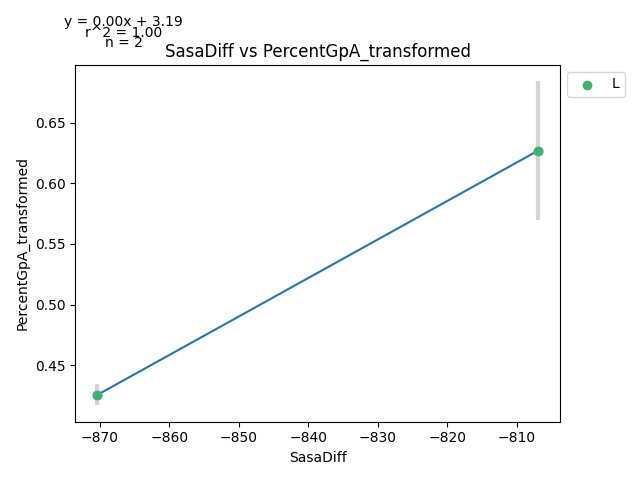 y = 0.00x + 3.19
r^2 = 1.00
n = 2
SasaDiff vs PercentGpA_transformed
L
PercentGpA_transformed
0.65
0.60
0.55
0.50
0.45
−870
−860
−850
−840
−830
−820
−810
SasaDiff